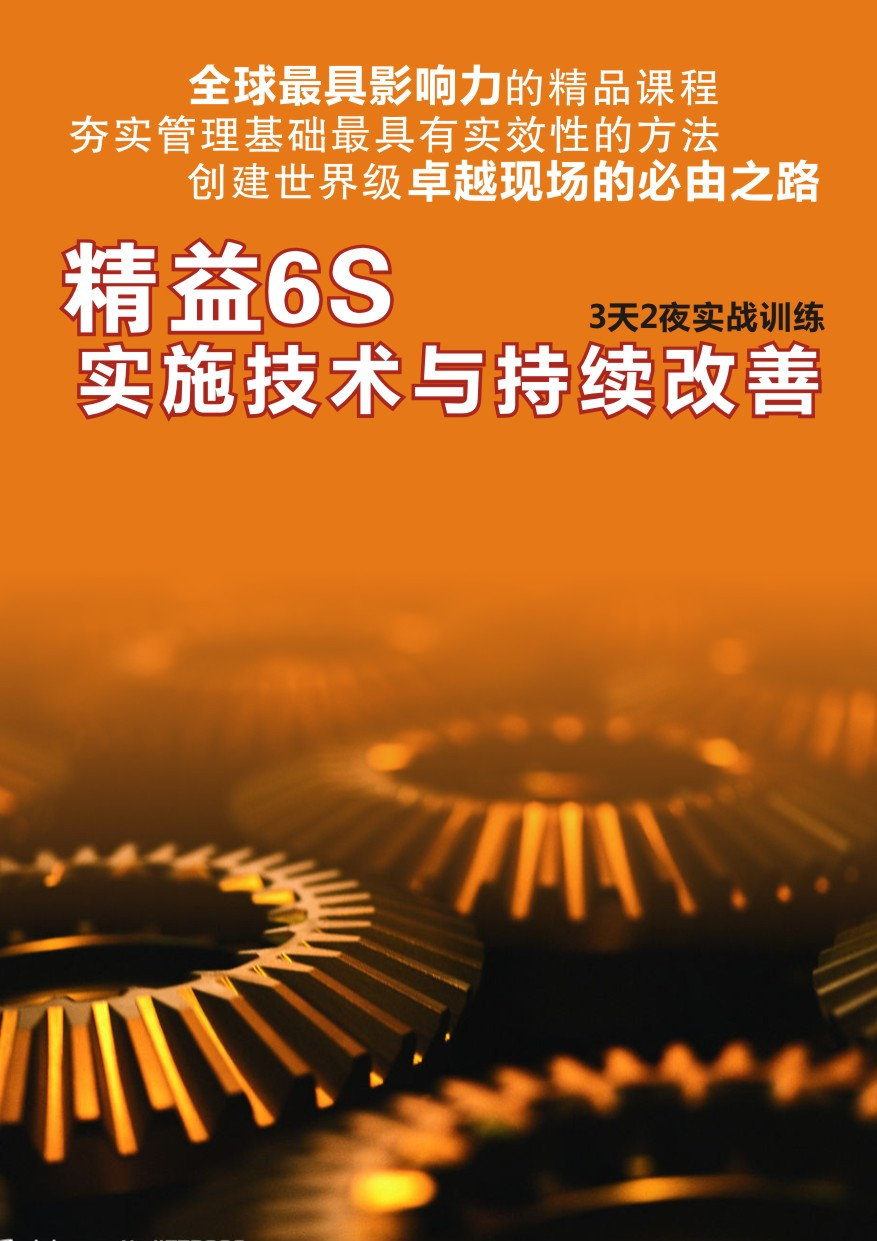 全球最具影响力的精品课程
夯实管理基础最具有实效性的方法
创建世界级卓越现场的必由之路
精益6S
3天2夜实战训练
实施技术与持续改善